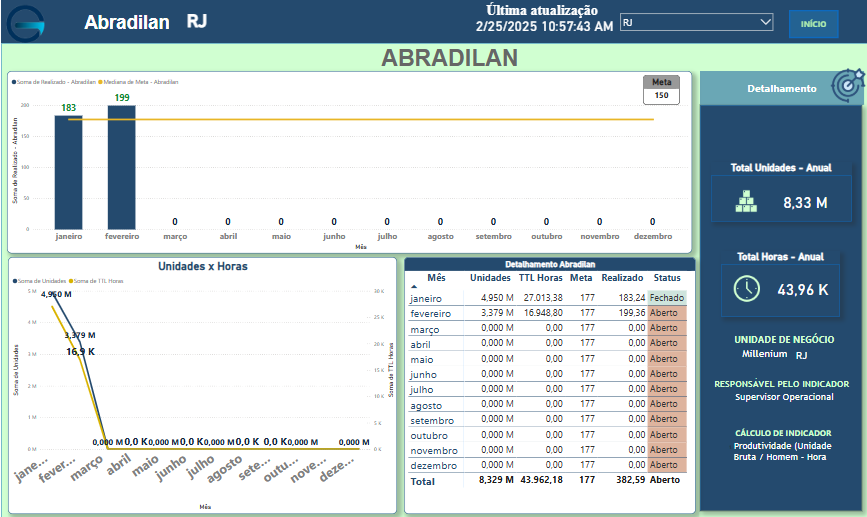 Abradilan RJ
Última atualização
2/25/2025 10:57:43 AM
RJ
INÍCIO
ABRADILAN
Soma de Realizado - Abradilan Mediana de Meta - Abradilan
Meta
150
Soma de Realizado - Abradilan
200
150
100
50
0
183 199 0 0 0 0 0 0 0 0 0 0
janeiro fevereiro março abril maio junho julho agosto setembro outubro novembro dezembro
Mês
Unidades x Horas
Soma de Unidades Soma de TTL Horas
Soma de Unidades
5 M
4 M
3 M
2 M
1 M
0 M
4,950 M
3,379 M
16,9 K
0,000 M 0,0 K 0,000 M 0,0 K 0,000 M 0,0 K 0,0 K 0,000 M 0,000 M
30 K
25 K
20 K
15 K
10 K
5 K
0 K
Soma de TTL Horas
jane... fever... março abril maio junho julho agosto sete... outu... nove... deze...
Mês
Detalhamento Abradilan
Mês Unidades TTL Horas Meta Realizado Status
janeiro 4,950 M 27.013,38 177 183,24 Fechado
fevereiro 3,379 M 16.948,80 177 199,36 Aberto
março 0,000 M 0,00 177 0,00 Aberto
abril 0,000 M 0,00 177 0,00 Aberto
maio 0,000 M 0,00 177 0,00 Aberto
junho 0,000 M 0,00 177 0,00 Aberto
julho 0,000 M 0,00 177 0,00 Aberto
agosto 0,000 M 0,00 177 0,00 Aberto
setembro 0,000 M 0,00 177 0,00 Aberto
outubro 0,000 M 0,00 177 0,00 Aberto
novembro 0,000 M 0,00 177 0,00 Aberto
dezembro 0,000 M 0,00 177 0,00 Aberto
Total 8,329 M 43.962,18 177 382,59 Aberto
Detalhamento
Total Unidades - Anual
8,33 M
Total Horas - Anual
43,96 K
UNIDADE DE NEGÓCIO
Millenium RJ
RESPONSÁVEL PELO INDICADOR
Supervisor Operacional
CÁLCULO DE INDICADOR
Produtividade (Unidade
Bruta / Homem - Hora